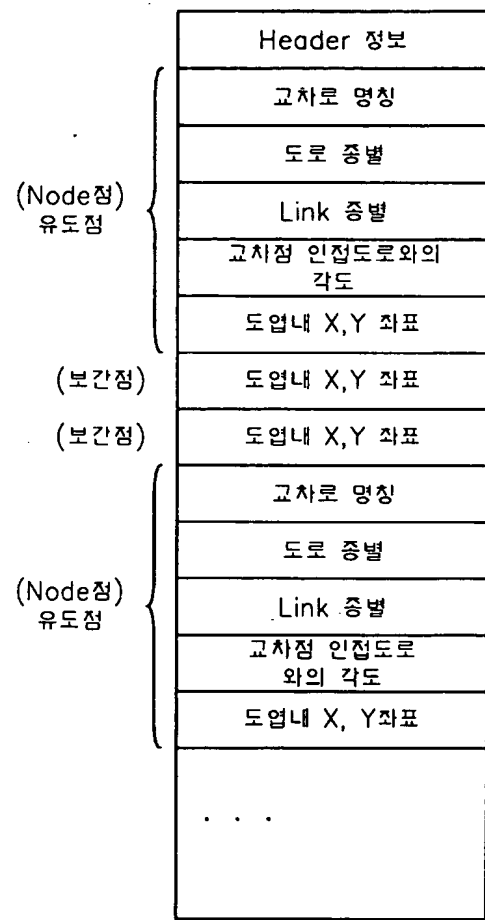 Header 정보
교차로 명칭
도로 종별
(Node점)
유도점
Link 종별
교차점 인접도로와의
각도
도엽내 X,Y 좌표
(보간점)
도엽내 X,Y 좌표
(보간점)
도엽내 X,Y 좌표
교차로 명칭
도로 종별
(Node점)
유도점
Link 종별
교차점 인접도로
와의 각도
도엽내 X, Y좌표
. . .